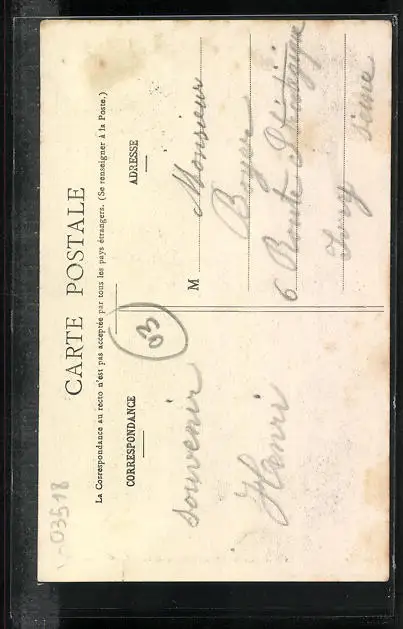 CARTE POSTALE
La Correspondance au recto n'est pas acceptée par tous les pays étrangers. (Se renseigner à la Poste.)
CORRESPONDANCE
ADRESSE
03518
03
souvenir
Henri
M Monsieur
Boyer
6 Route
Ivry Seine